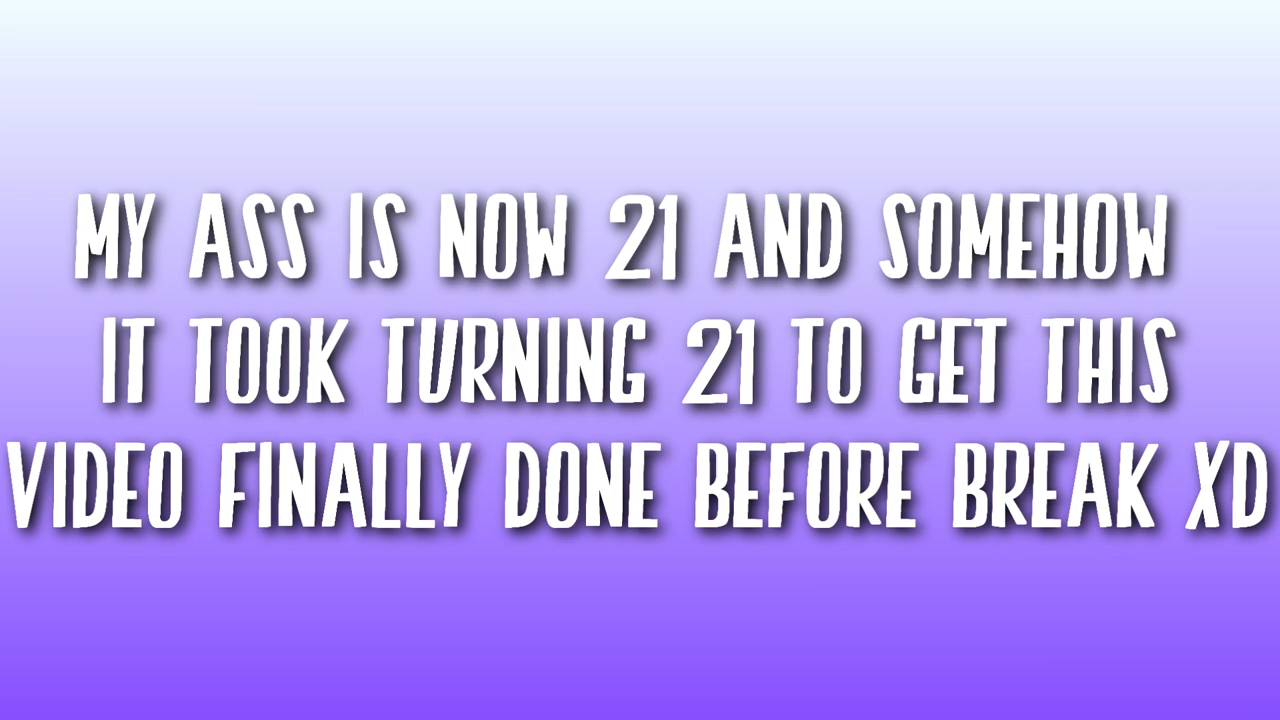 MY ASS IS NOW 21 AND SOMEHOW
IT TOOK TURNING 21 TO GET THIS
VIDEO FINALLY DONE BEFORE BREAK XD